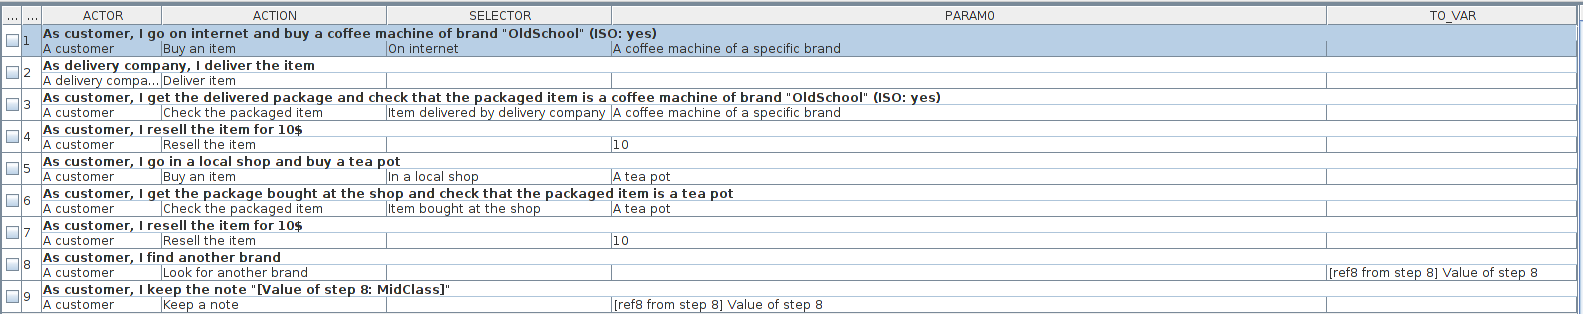 ... ... ACTOR ACTION SELECTOR PARAM0 TO_VAR
1 As customer, I go on internet and buy a coffee machine of brand "OldSchool" (ISO: yes)
A customer Buy an item On internet A coffee machine of a specific brand
2 As delivery company, I deliver the item
A delivery compa... Deliver item
3 As customer, I get the delivered package and check that the packaged item is a coffee machine of brand "OldSchool" (ISO: yes)
A customer Check the packaged item Item delivered by delivery company A coffee machine of a specific brand
4 As customer, I resell the item for 10$
A customer Resell the item 10
5 As customer, I go in a local shop and buy a tea pot
A customer Buy an item In a local shop A tea pot
6 As customer, I get the package bought at the shop and check that the packaged item is a tea pot
A customer Check the packaged item Item bought at the shop A tea pot
7 As customer, I resell the item for 10$
A customer Resell the item 10
8 As customer, I find another brand
A customer Look for another brand [ref8 from step 8] Value of step 8
9 As customer, I keep the note "[Value of step 8: MidClass]"
A customer Keep a note [ref8 from step 8] Value of step 8